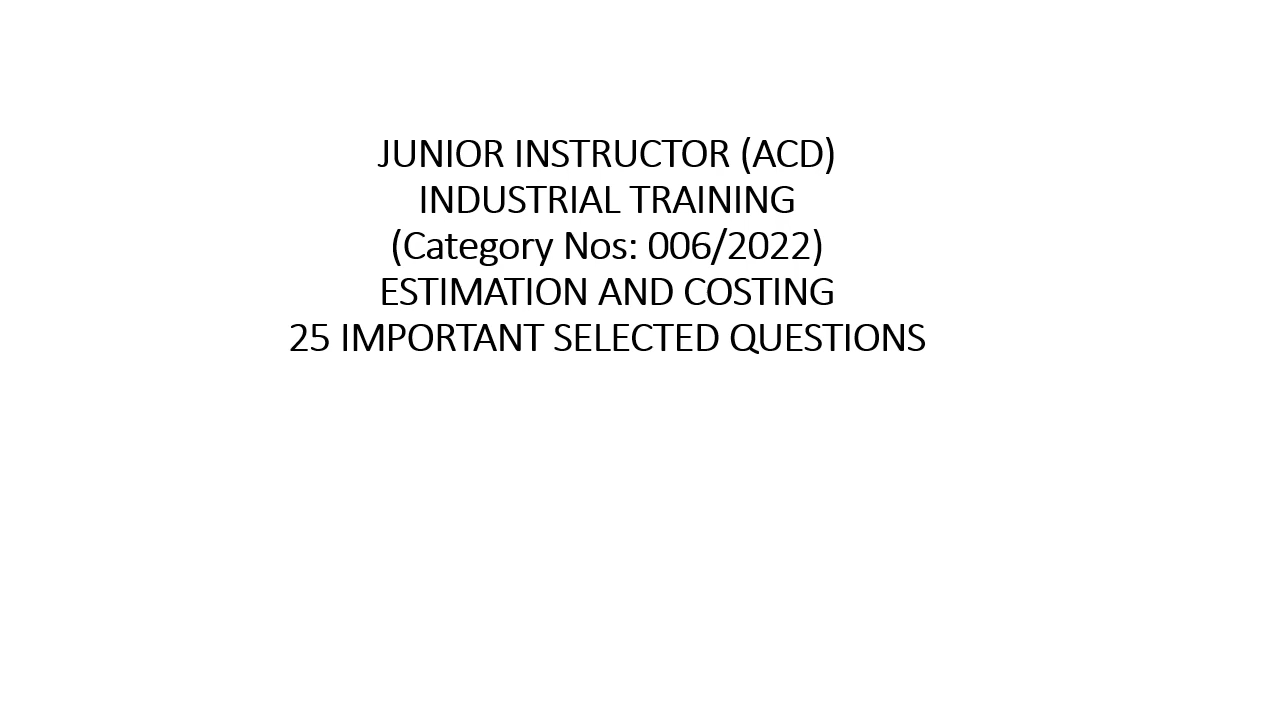 JUNIOR INSTRUCTOR (ACD)
INDUSTRIAL TRAINING
(Category Nos: 006/2022)
ESTIMATION AND COSTING
25 IMPORTANT SELECTED QUESTIONS